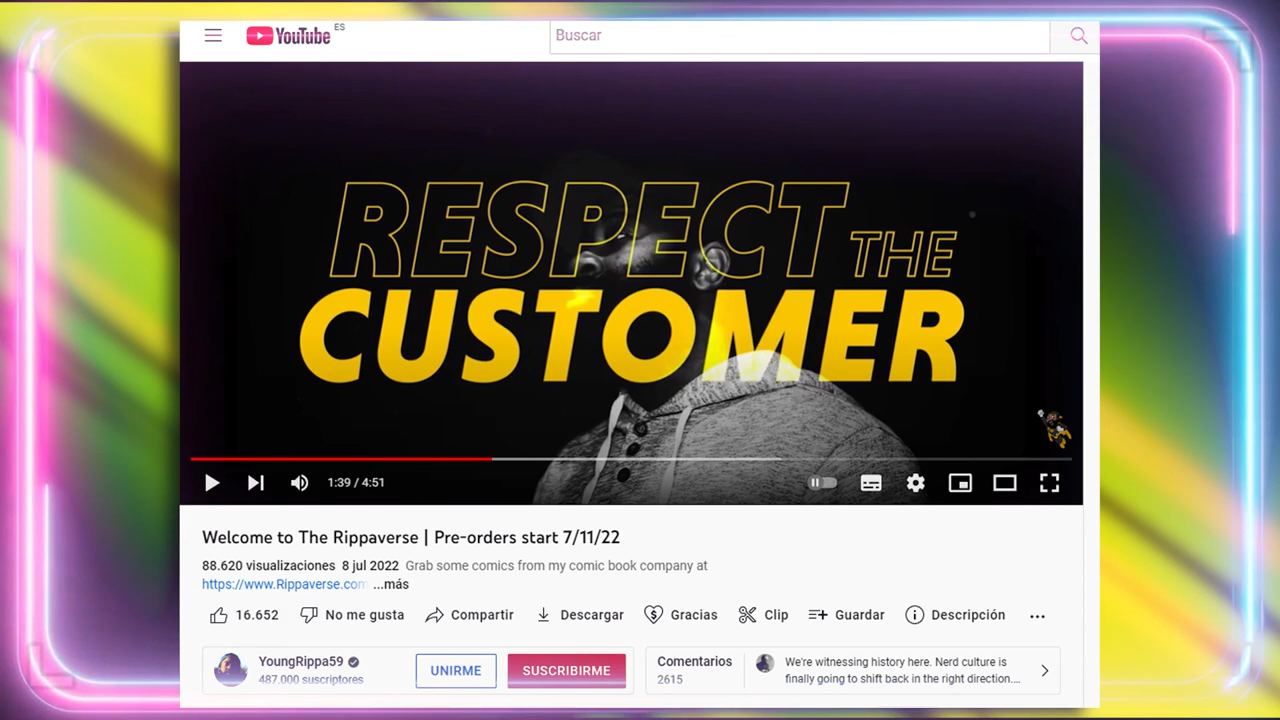 YouTube ES
Buscar
RESPECT THE
CUSTOMER
1:39 / 4:51
Welcome to The Rippaverse | Pre-orders start 7/11/22
88.620 visualizaciones 8 jul 2022 Grab some comics from my comic book company at
https://www.Rippaverse.com ...más
16.652 No me gusta Compartir Descargar Gracias Clip Guardar Descripción
YoungRippa59
487.000 suscriptores
UNIRME
SUSCRIBIRME
Comentarios
2615
We're witnessing history here. Nerd culture is
finally going to shift back in the right direction....